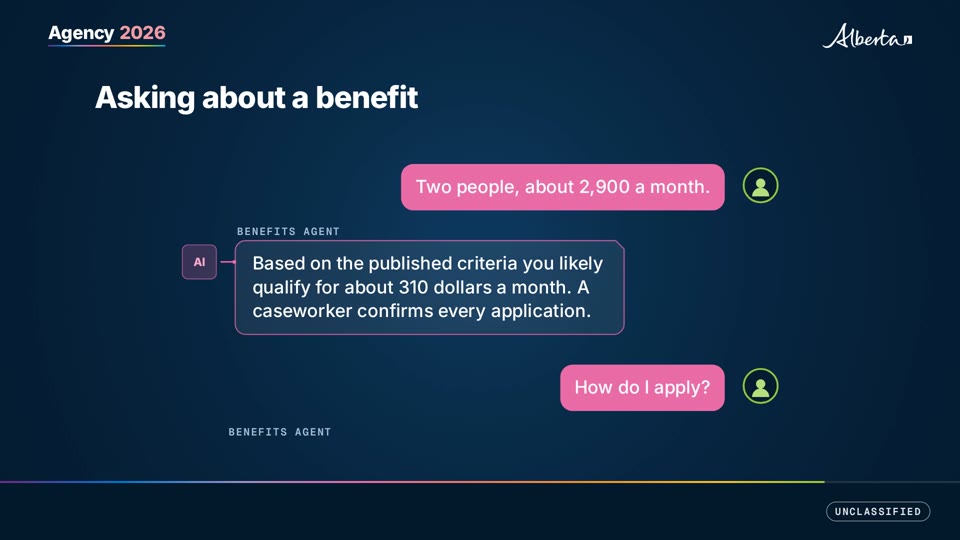 Agency 2026
Alberta
Asking about a benefit
Two people, about 2,900 a month.
BENEFITS AGENT
AI
Based on the published criteria you likely
qualify for about 310 dollars a month. A
caseworker confirms every application.
How do I apply?
BENEFITS AGENT
UNCLASSIFIED